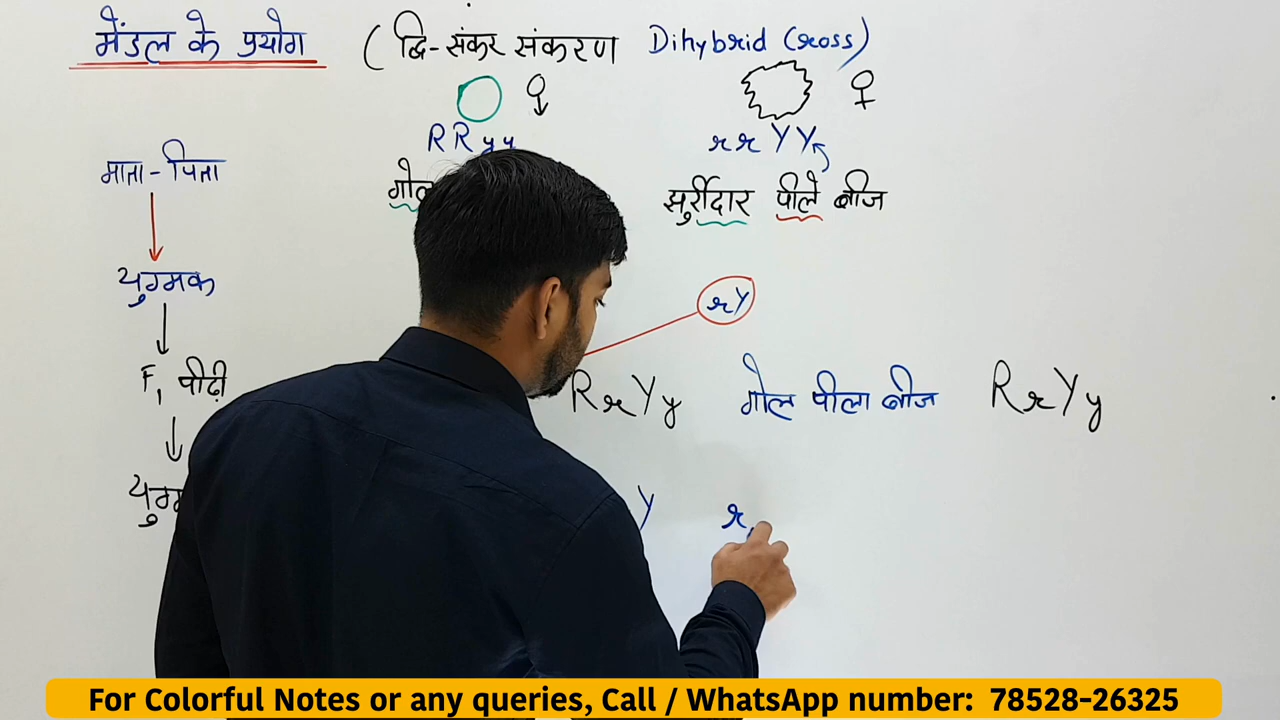 मेंडल के प्रयोग ( द्वि-संकर संकरण Dihybrid Cross)
RRyy rrYY
माता-पिता
झुर्रीदार पीले बीज
युग्मक
rY
F1 पीढ़ी RrYy गोल पीला बीज RrYy
Y r
For Colorful Notes or any queries, Call / WhatsApp number: 78528-26325